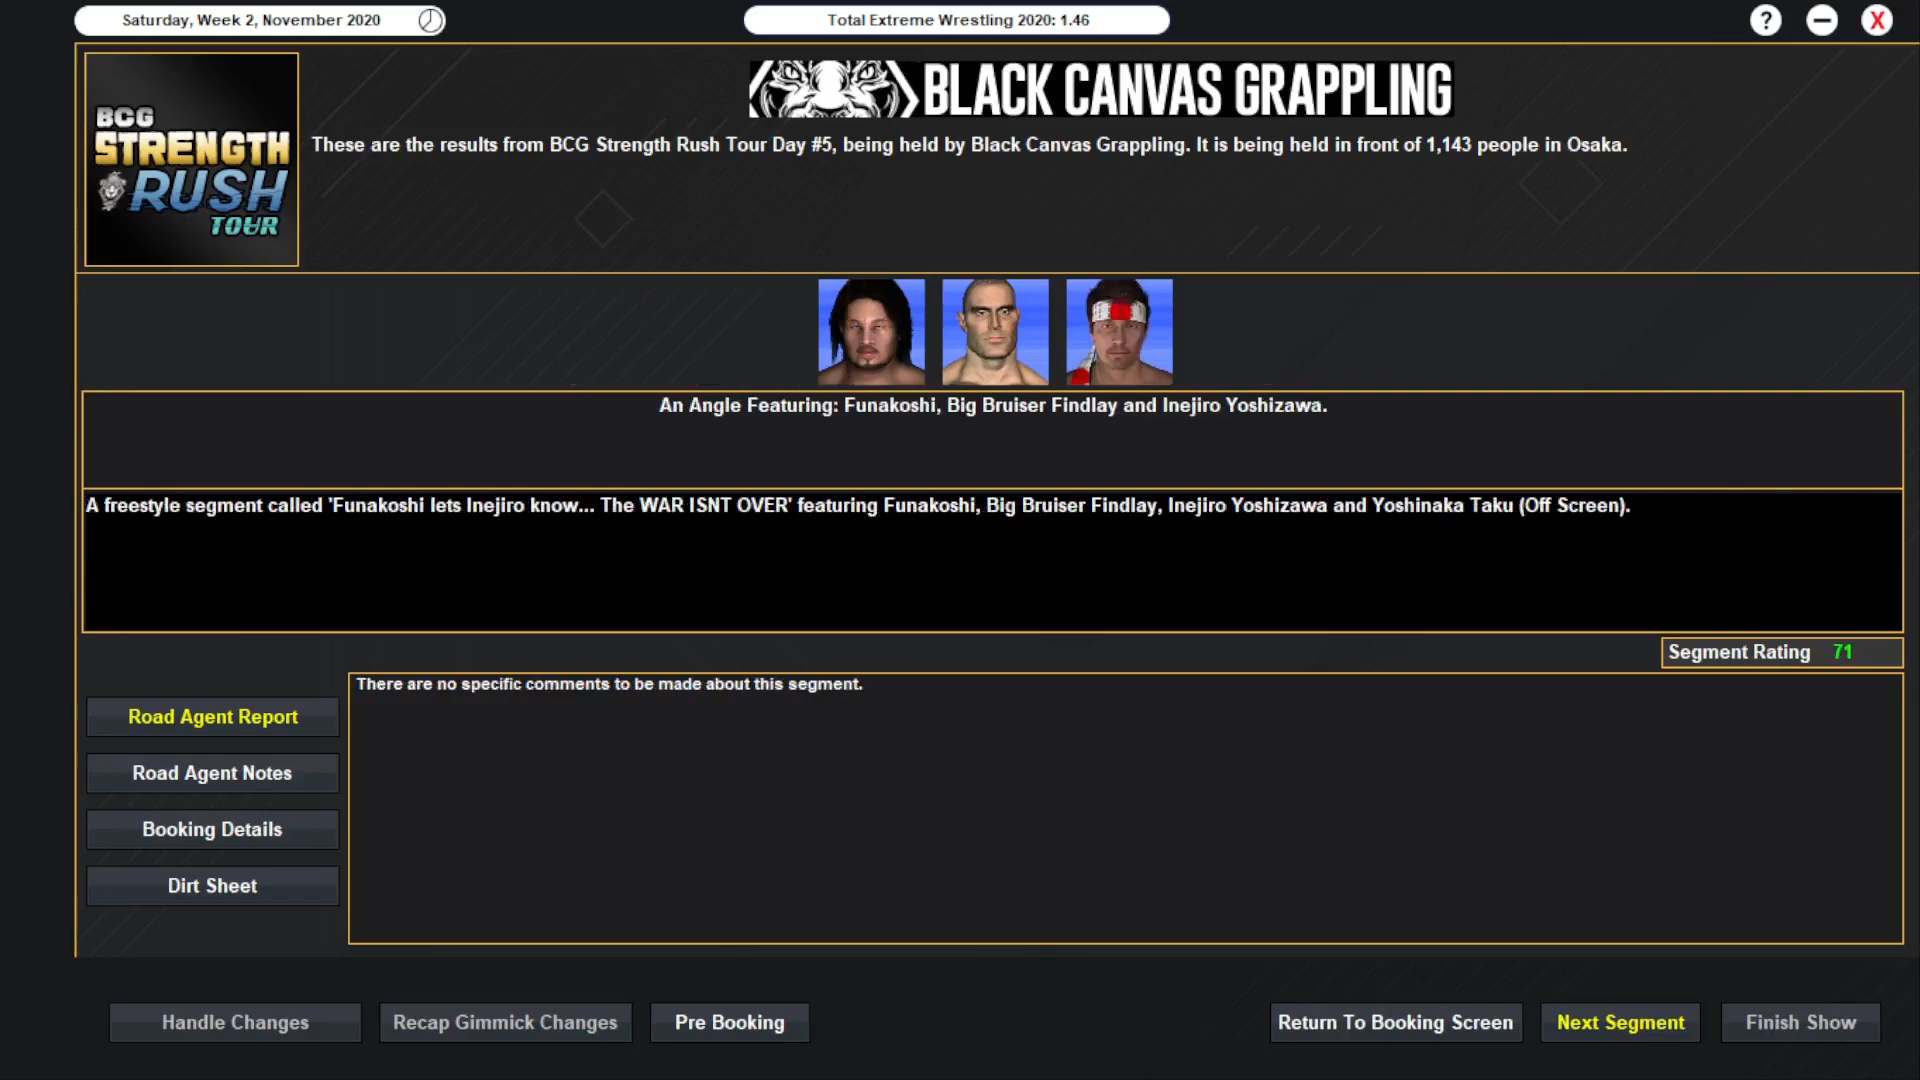 Saturday, Week 2, November 2020
Total Extreme Wrestling 2020: 1.46
?
X
BCG
STRENGTH
RUSH
TOUR
BLACK CANVAS GRAPPLING
These are the results from BCG Strength Rush Tour Day #5, being held by Black Canvas Grappling. It is being held in front of 1,143 people in Osaka.
An Angle Featuring: Funakoshi, Big Bruiser Findlay and Inejiro Yoshizawa.
A freestyle segment called 'Funakoshi lets Inejiro know... The WAR ISNT OVER' featuring Funakoshi, Big Bruiser Findlay, Inejiro Yoshizawa and Yoshinaka Taku (Off Screen).
Segment Rating 71
There are no specific comments to be made about this segment.
Road Agent Report
Road Agent Notes
Booking Details
Dirt Sheet
Handle Changes
Recap Gimmick Changes
Pre Booking
Return To Booking Screen
Next Segment
Finish Show